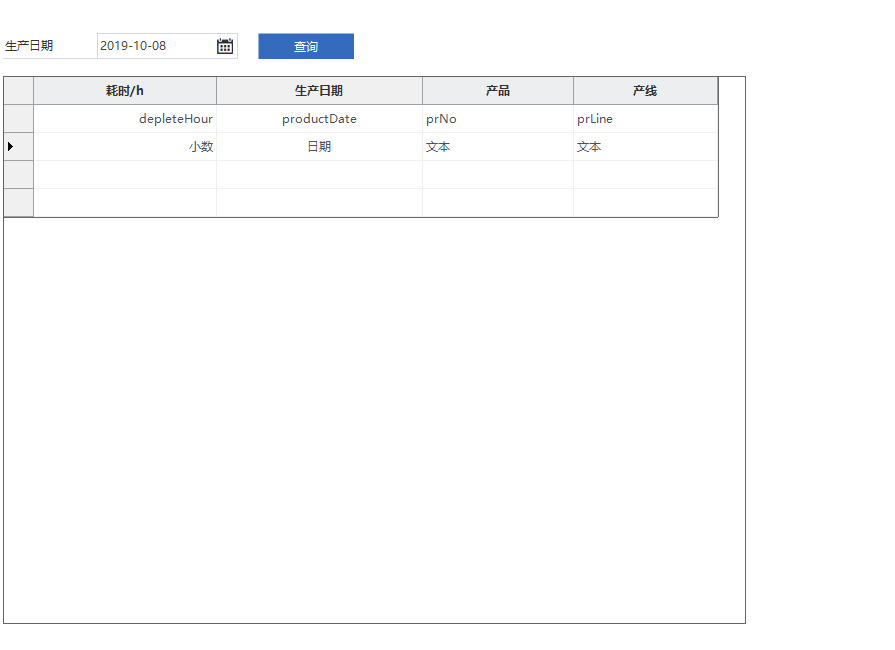 生产日期 2019-10-08 查询
耗时/h 生产日期 产品 产线
depleteHour productDate prNo prLine
小数 日期 文本 文本